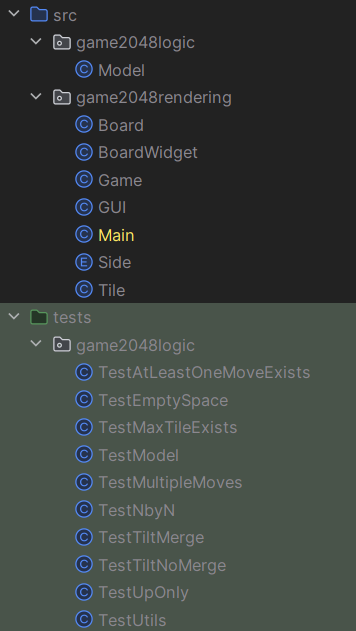 src
game2048logic
C Model
game2048rendering
C Board
C BoardWidget
C Game
C GUI
C Main
E Side
C Tile
tests
game2048logic
C TestAtLeastOneMoveExists
C TestEmptySpace
C TestMaxTileExists
C TestModel
C TestMultipleMoves
C TestNbyN
C TestTiltMerge
C TestTiltNoMerge
C TestUpOnly
C TestUtils